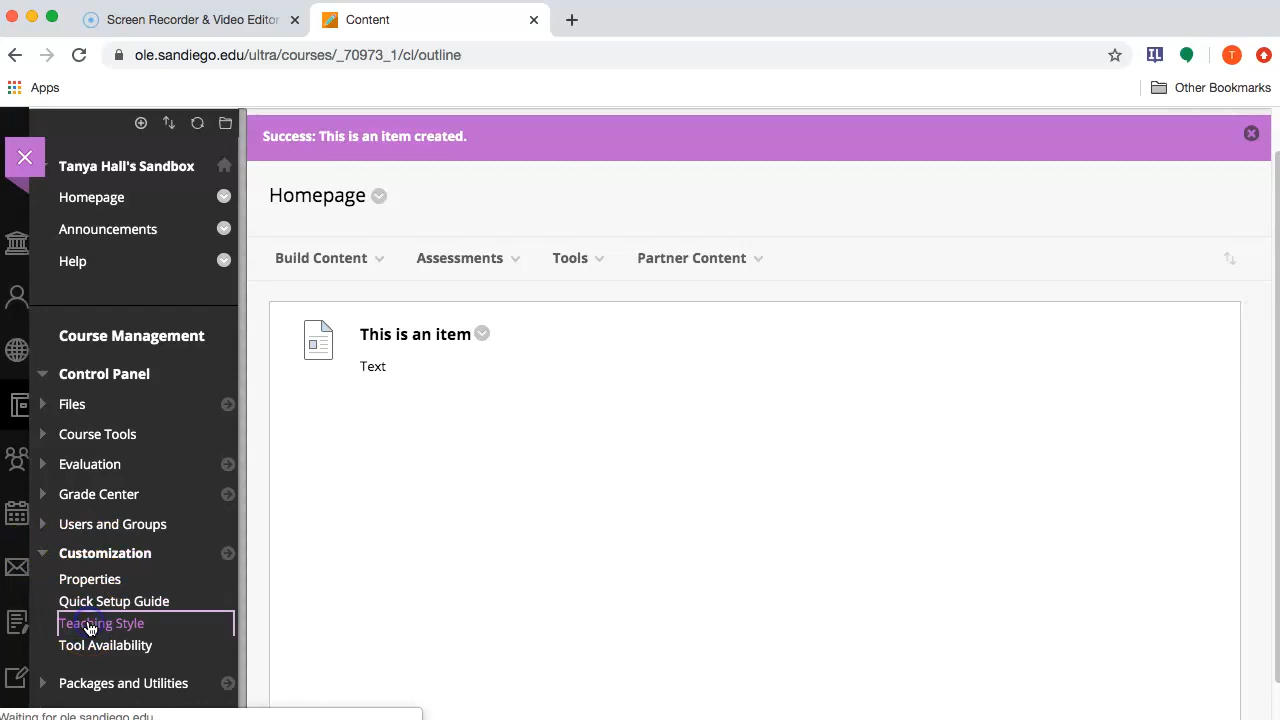 Screen Recorder & Video Editor
Content
ole.sandiego.edu/ultra/courses/_70973_1/cl/outline
IL
T
Apps
Other Bookmarks
Success: This is an item created.
Tanya Hall's Sandbox
Homepage
Announcements
Help
Homepage
Build Content
Assessments
Tools
Partner Content
This is an item
Text
Course Management
Control Panel
Files
Course Tools
Evaluation
Grade Center
Users and Groups
Customization
Properties
Quick Setup Guide
Teaching Style
Tool Availability
Packages and Utilities
Waiting for ole.sandiego.edu